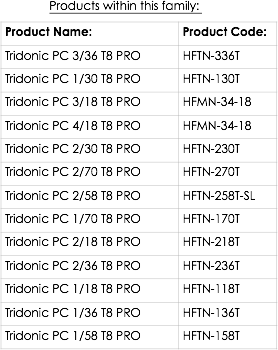 Products within this family:
Product Name: Product Code:
Tridonic PC 3/36 T8 PRO HFTN-336T
Tridonic PC 1/30 T8 PRO HFTN-130T
Tridonic PC 3/18 T8 PRO HFMN-34-18
Tridonic PC 4/18 T8 PRO HFMN-34-18
Tridonic PC 2/30 T8 PRO HFTN-230T
Tridonic PC 2/70 T8 PRO HFTN-270T
Tridonic PC 2/58 T8 PRO HFTN-258T-SL
Tridonic PC 1/70 T8 PRO HFTN-170T
Tridonic PC 2/18 T8 PRO HFTN-218T
Tridonic PC 2/36 T8 PRO HFTN-236T
Tridonic PC 1/18 T8 PRO HFTN-118T
Tridonic PC 1/36 T8 PRO HFTN-136T
Tridonic PC 1/58 T8 PRO HFTN-158T